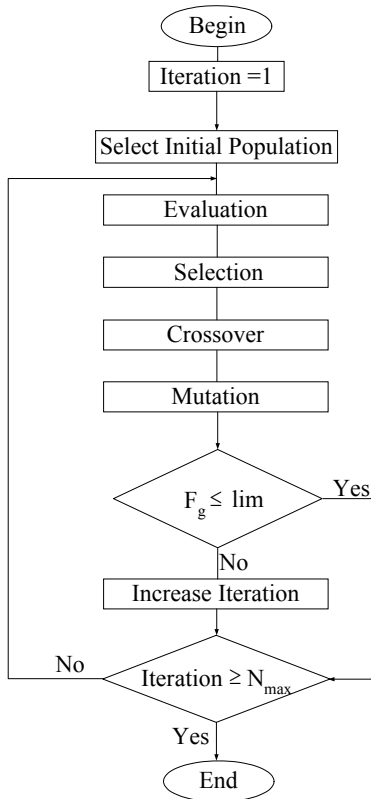 Begin
Iteration =1
Select Initial Population
Evaluation
Selection
Crossover
Mutation
F_g ≤ lim
Yes
No
Increase Iteration
No
Iteration ≥ N_max
Yes
End